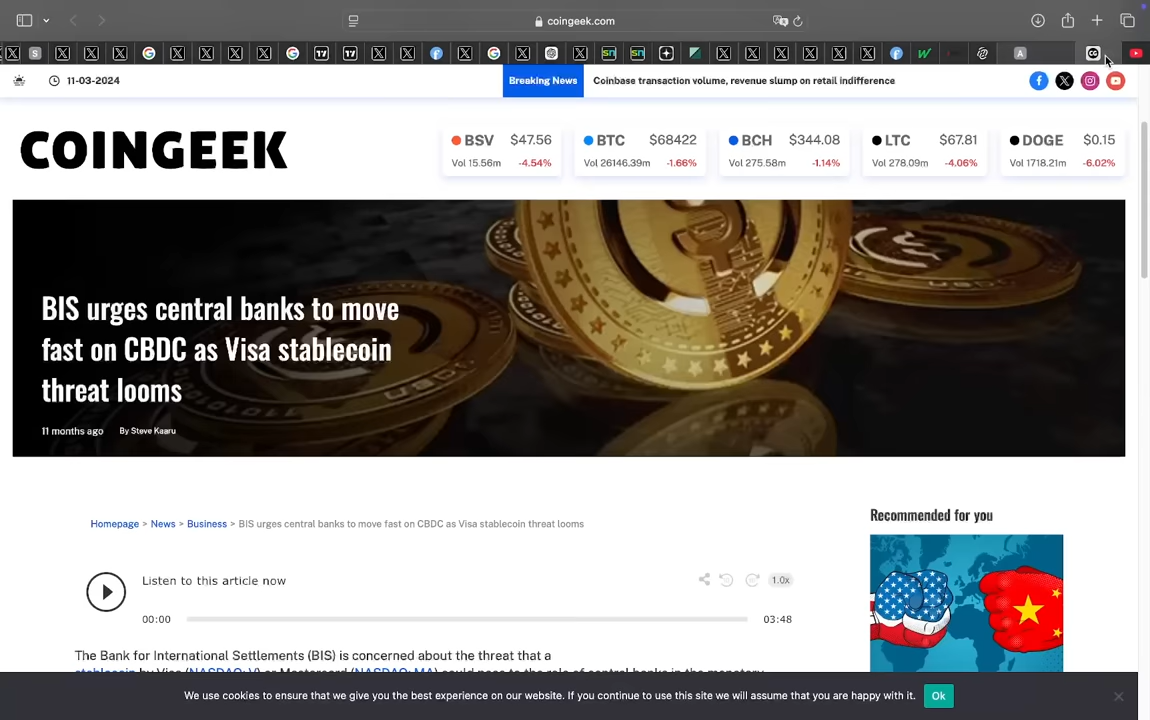 coingeek.com
11-03-2024
Breaking News
Coinbase transaction volume, revenue slump on retail indifference
COINGEEK
BSV $47.56
Vol 15.56m -4.54%
BTC $68422
Vol 26146.39m -1.66%
BCH $344.08
Vol 275.58m -1.14%
LTC $67.81
Vol 278.09m -4.06%
DOGE $0.15
Vol 1718.21m -6.02%
BIS urges central banks to move
fast on CBDC as Visa stablecoin
threat looms
11 months ago By Steve Kaaru
Homepage > News > Business > BIS urges central banks to move fast on CBDC as Visa stablecoin threat looms
Recommended for you
Listen to this article now
1.0x
00:00
03:48
The Bank for International Settlements (BIS) is concerned about the threat that a
stablecoin by Visa (NASDAQ: V) or Mastercard (NASDAQ: MA) could pose to the role of central banks in the monetary
We use cookies to ensure that we give you the best experience on our website. If you continue to use this site we will assume that you are happy with it.
Ok